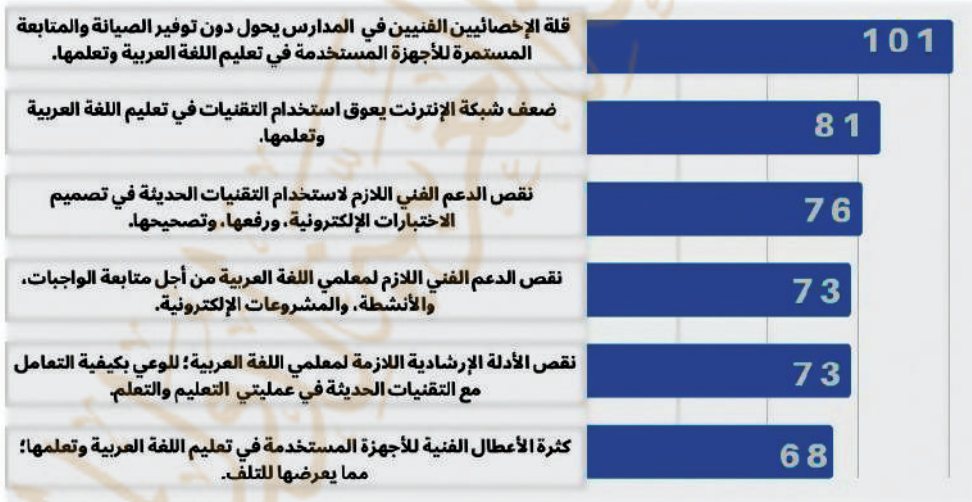 قلة الإخصائيين الفنيين في المدارس يحول دون توفير الصيانة والمتابعة
المستمرة للأجهزة المستخدمة في تعليم اللغة العربية وتعلمها.
101
ضعف شبكة الإنترنت يعوق استخدام التقنيات في تعليم اللغة العربية
وتعلمها.
81
نقص الدعم الفني اللازم لاستخدام التقنيات الحديثة في تصميم
الاختبارات الإلكترونية، ورفعها، وتصحيحها.
76
نقص الدعم الفني اللازم لمعلمي اللغة العربية من أجل متابعة الواجبات،
والأنشطة، والمشروعات الإلكترونية.
73
نقص الأدلة الإرشادية اللازمة لمعلمي اللغة العربية؛ للوعي بكيفية التعامل
مع التقنيات الحديثة في عمليتي التعليم والتعلم.
73
كثرة الأعطال الفنية للأجهزة المستخدمة في تعليم اللغة العربية وتعلمها؛
مما يعرضها للتلف.
68